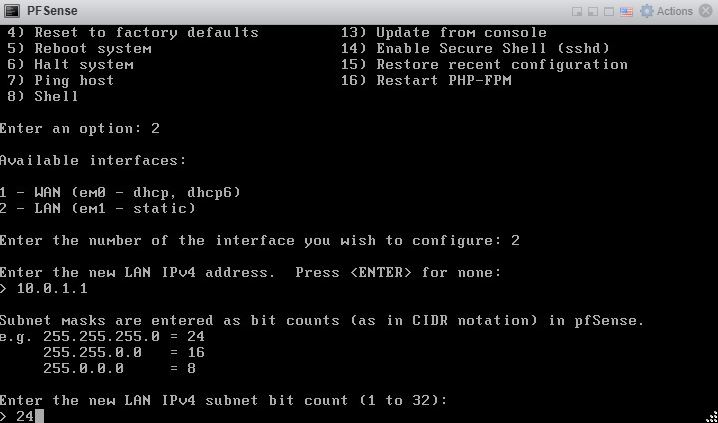 PFSense
Actions
4) Reset to factory defaults 13) Update from console
5) Reboot system 14) Enable Secure Shell (sshd)
6) Halt system 15) Restore recent configuration
7) Ping host 16) Restart PHP-FPM
8) Shell
Enter an option: 2
Available interfaces:
1 - WAN (em0 - dhcp, dhcp6)
2 - LAN (em1 - static)
Enter the number of the interface you wish to configure: 2
Enter the new LAN IPv4 address.  Press <ENTER> for none:
> 10.0.1.1
Subnet masks are entered as bit counts (as in CIDR notation) in pfSense.
e.g. 255.255.255.0 = 24
255.255.0.0   = 16
255.0.0.0     = 8
Enter the new LAN IPv4 subnet bit count (1 to 32):
> 24